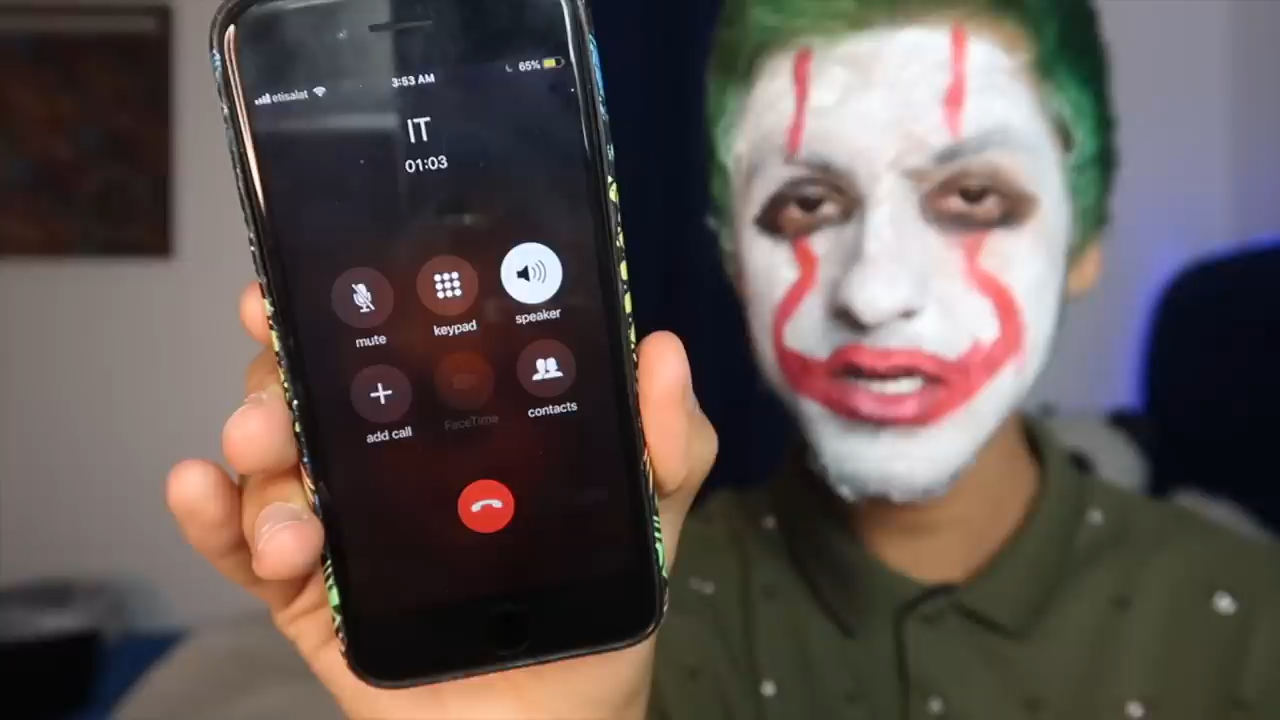 etisalat 3:53 AM 65%
IT
01:03
mute keypad speaker
add call FaceTime contacts